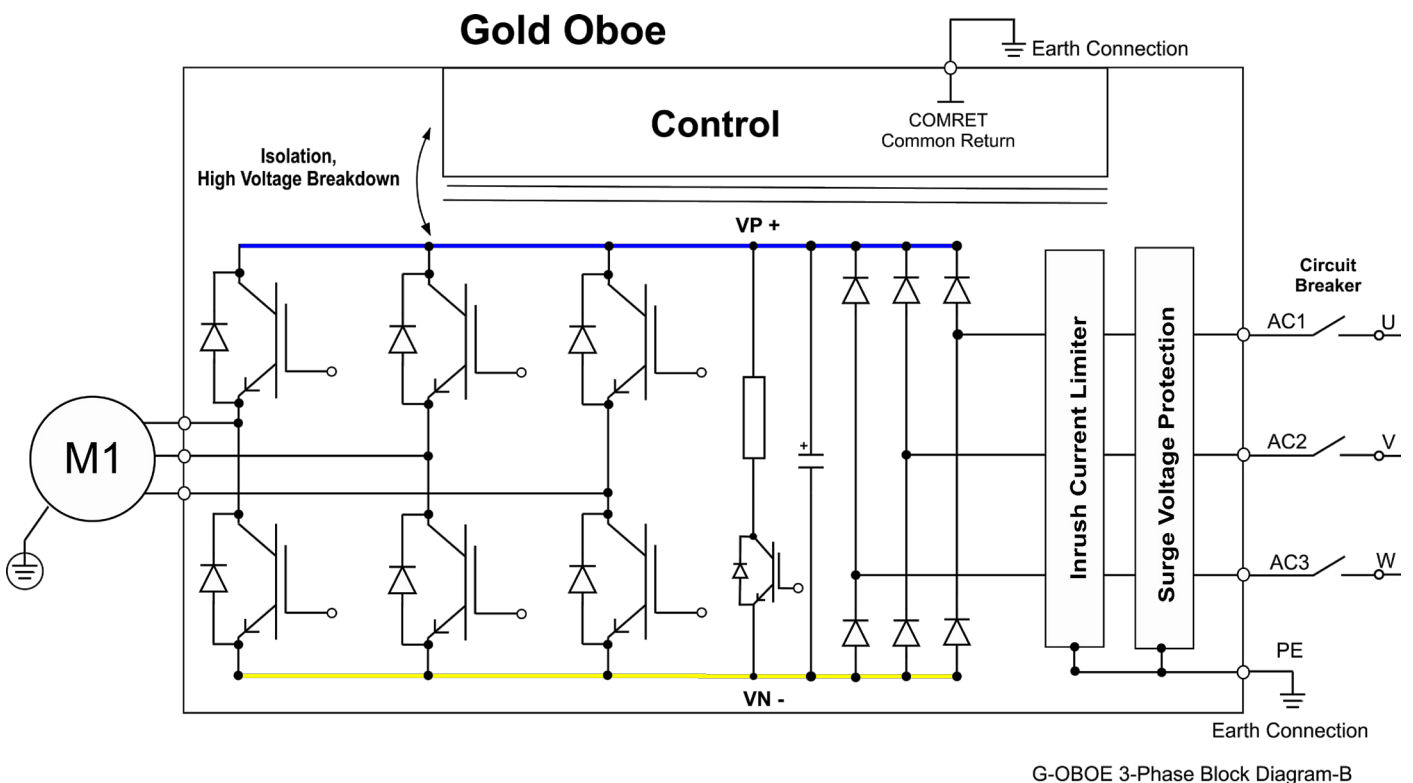 Gold Oboe
Earth Connection
Control
COMRET
Common Return
Isolation,
High Voltage Breakdown
VP +
Circuit
Breaker
AC1
U
Inrush Current Limiter
Surge Voltage Protection
M1
+
AC2
V
AC3
W
PE
VN -
Earth Connection
G-OBOE 3-Phase Block Diagram-B